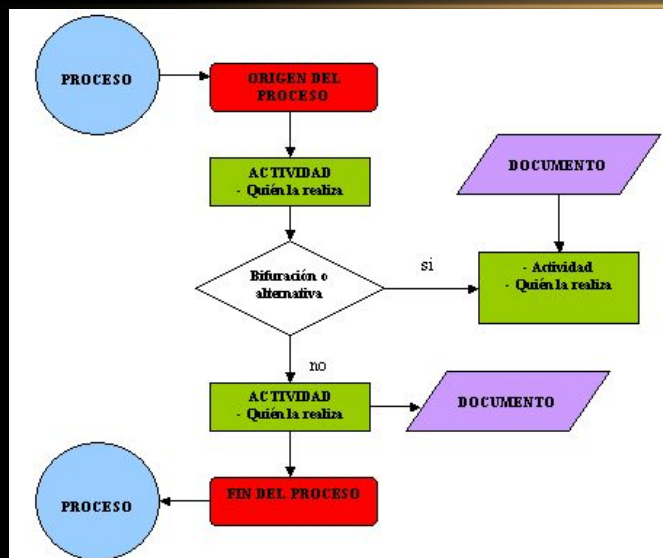 PROCESO
ORIGEN DEL
PROCESO
ACTIVIDAD
- Quién la realiza
DOCUMENTO
Bifuración o
alternativa
si
- Actividad
- Quién la realiza
no
ACTIVIDAD
- Quién la realiza
DOCUMENTO
FIN DEL PROCESO
PROCESO